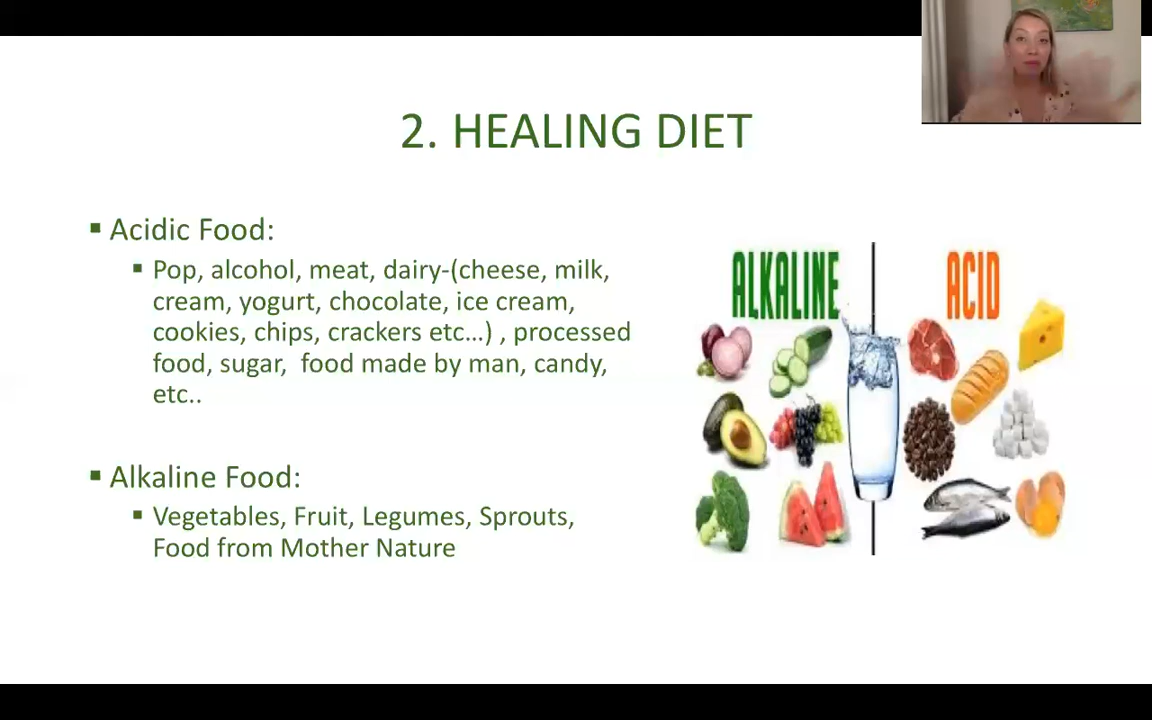 2. HEALING DIET
▪ Acidic Food:
▪ Pop, alcohol, meat, dairy-(cheese, milk,
cream, yogurt, chocolate, ice cream,
cookies, chips, crackers etc...) , processed
food, sugar,  food made by man, candy,
etc..
▪ Alkaline Food:
▪ Vegetables, Fruit, Legumes, Sprouts,
Food from Mother Nature
ALKALINE
ACID